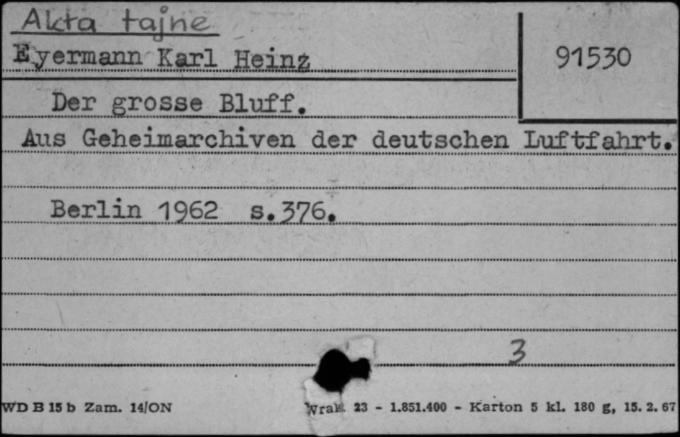 Akta tajne
Eyermann Karl Heinz
91530
Der grosse Bluff.
Aus Geheimarchiven der deutschen Luftfahrt.
Berlin 1962 s.376.
3
WD B 15 b Zam. 14/ON 23 - 1.851.400 - Karton 5 kl. 180 g, 15. 2. 67